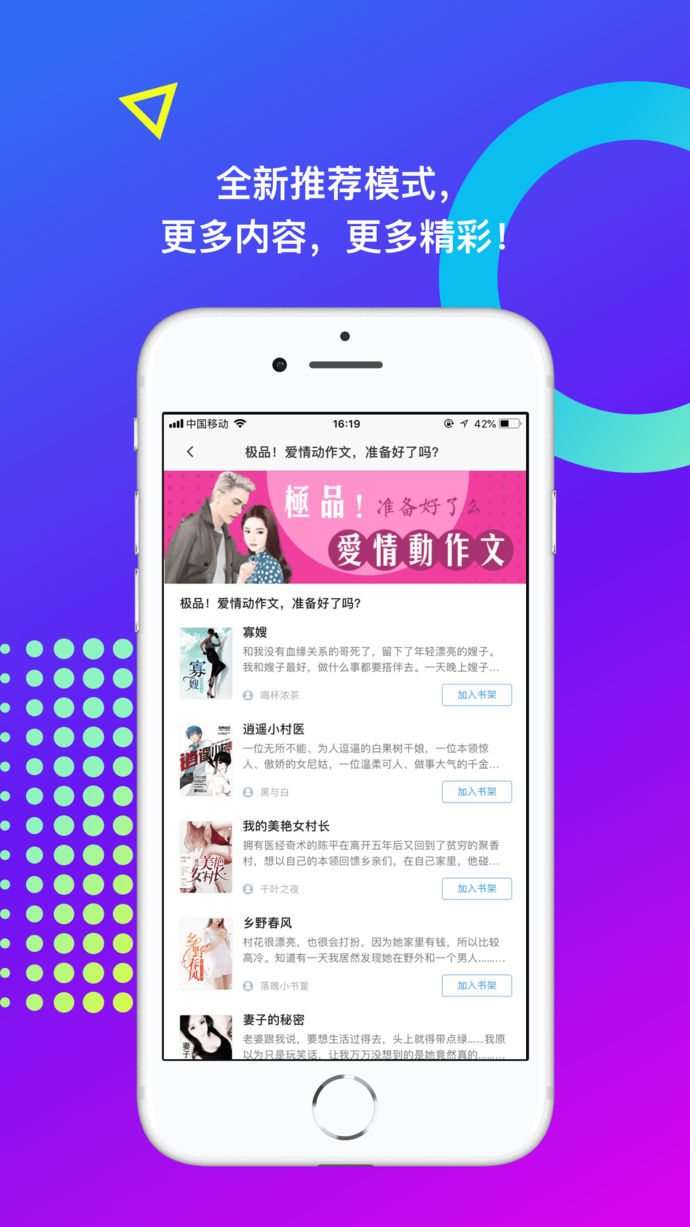 全新推荐模式，
更多内容，更多精彩！
中国移动
16:19
42%
极品！爱情动作文，准备好了吗?
極品！准备好了么
愛情動作文
极品！爱情动作文，准备好了吗?
寡嫂
寡嫂
和我没有血缘关系的哥死了，留下了年轻漂亮的嫂子。
我和嫂子最好，做什么事都要搭伴去。一天晚上嫂子...
喝杯浓茶
加入书架
逍遥小村医
一位无所不能、为人逗逼的白果树干娘，一位本领惊
人、傲娇的女尼姑，一位温柔可人、做事大气的千金...
黑与白
加入书架
美艳
女村长
我的美艳女村长
拥有医经奇术的陈平在离开五年后又回到了贫穷的聚香
村，想以自己的本领回馈乡亲们，在自己家里，他碰...
千叶之夜
加入书架
乡野春风
乡野春风
村花很漂亮，也很会打扮，因为她家里有钱，所以比较
高冷。知道有一天我居然发现她在野外和一个男人......
落魄小书童
加入书架
妻子
妻子的秘密
老婆跟我说，要想生活过得去，头上就得带点绿......我原
以为只是玩笑话，让我万万没想到的是她竟然真的......